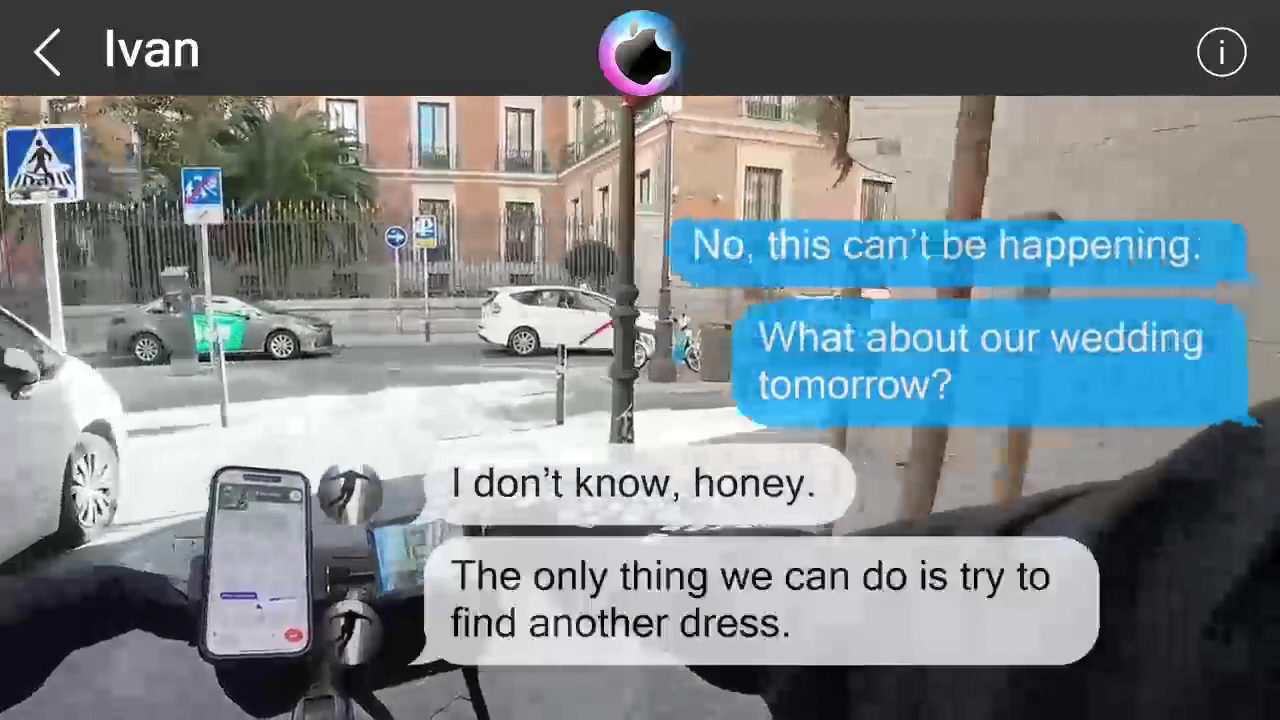 Ivan
No, this can’t be happening.
What about our wedding
tomorrow?
I don’t know, honey.
The only thing we can do is try to
find another dress.